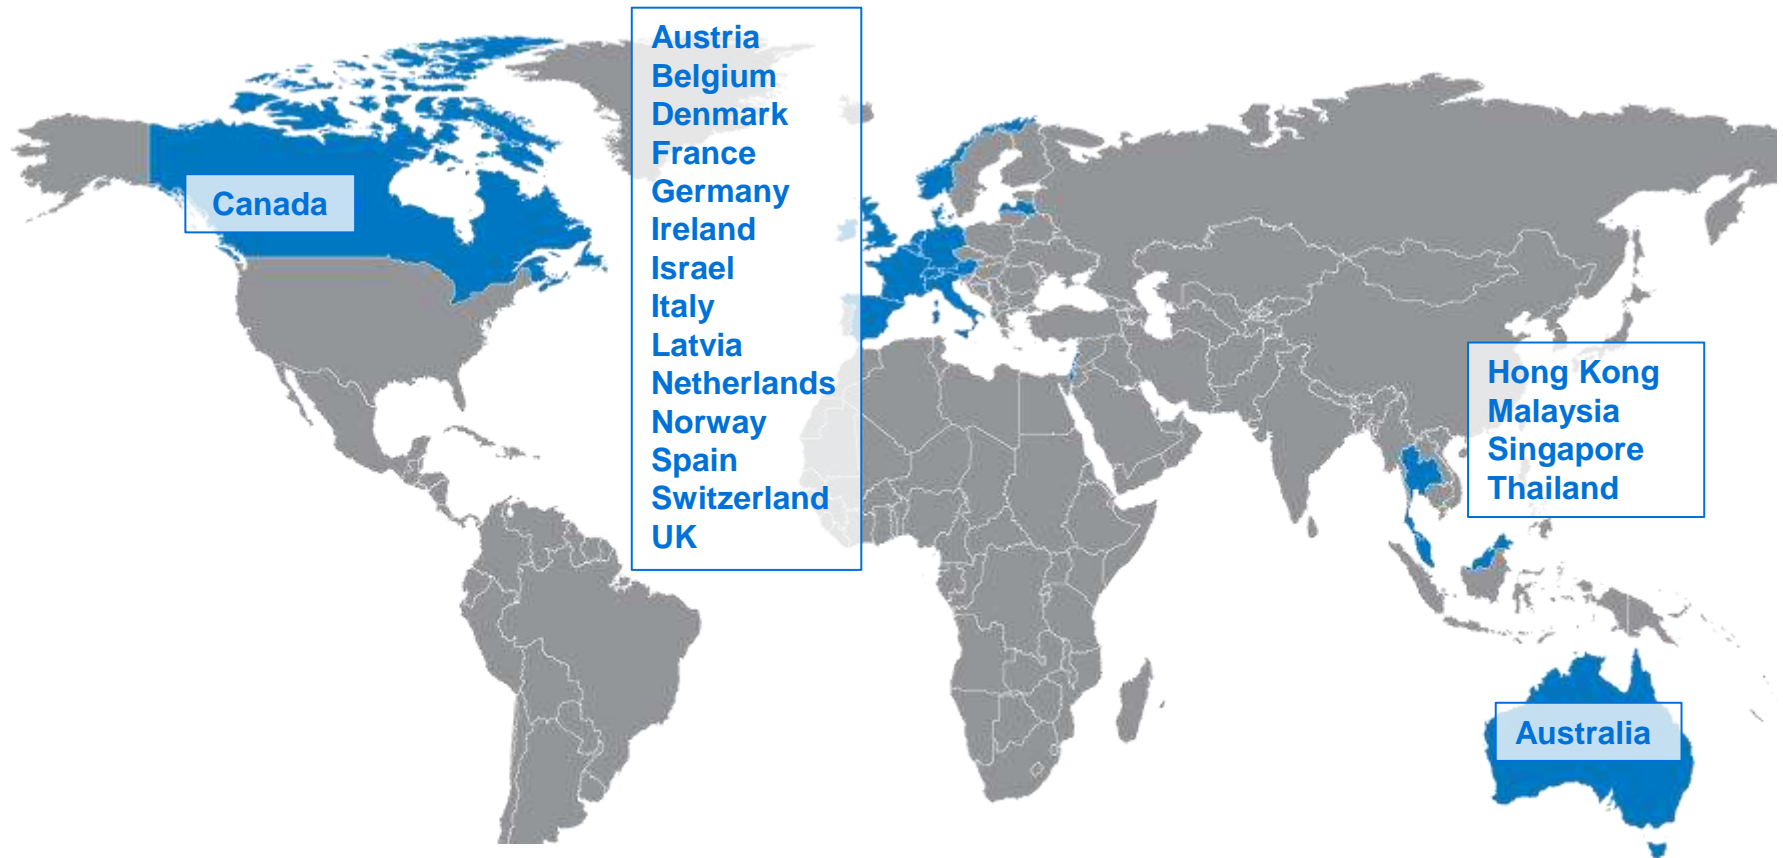 Austria
Belgium
Denmark
France
Germany
Ireland
Israel
Italy
Latvia
Netherlands
Norway
Spain
Switzerland
UK
Canada
Hong Kong
Malaysia
Singapore
Thailand
Australia